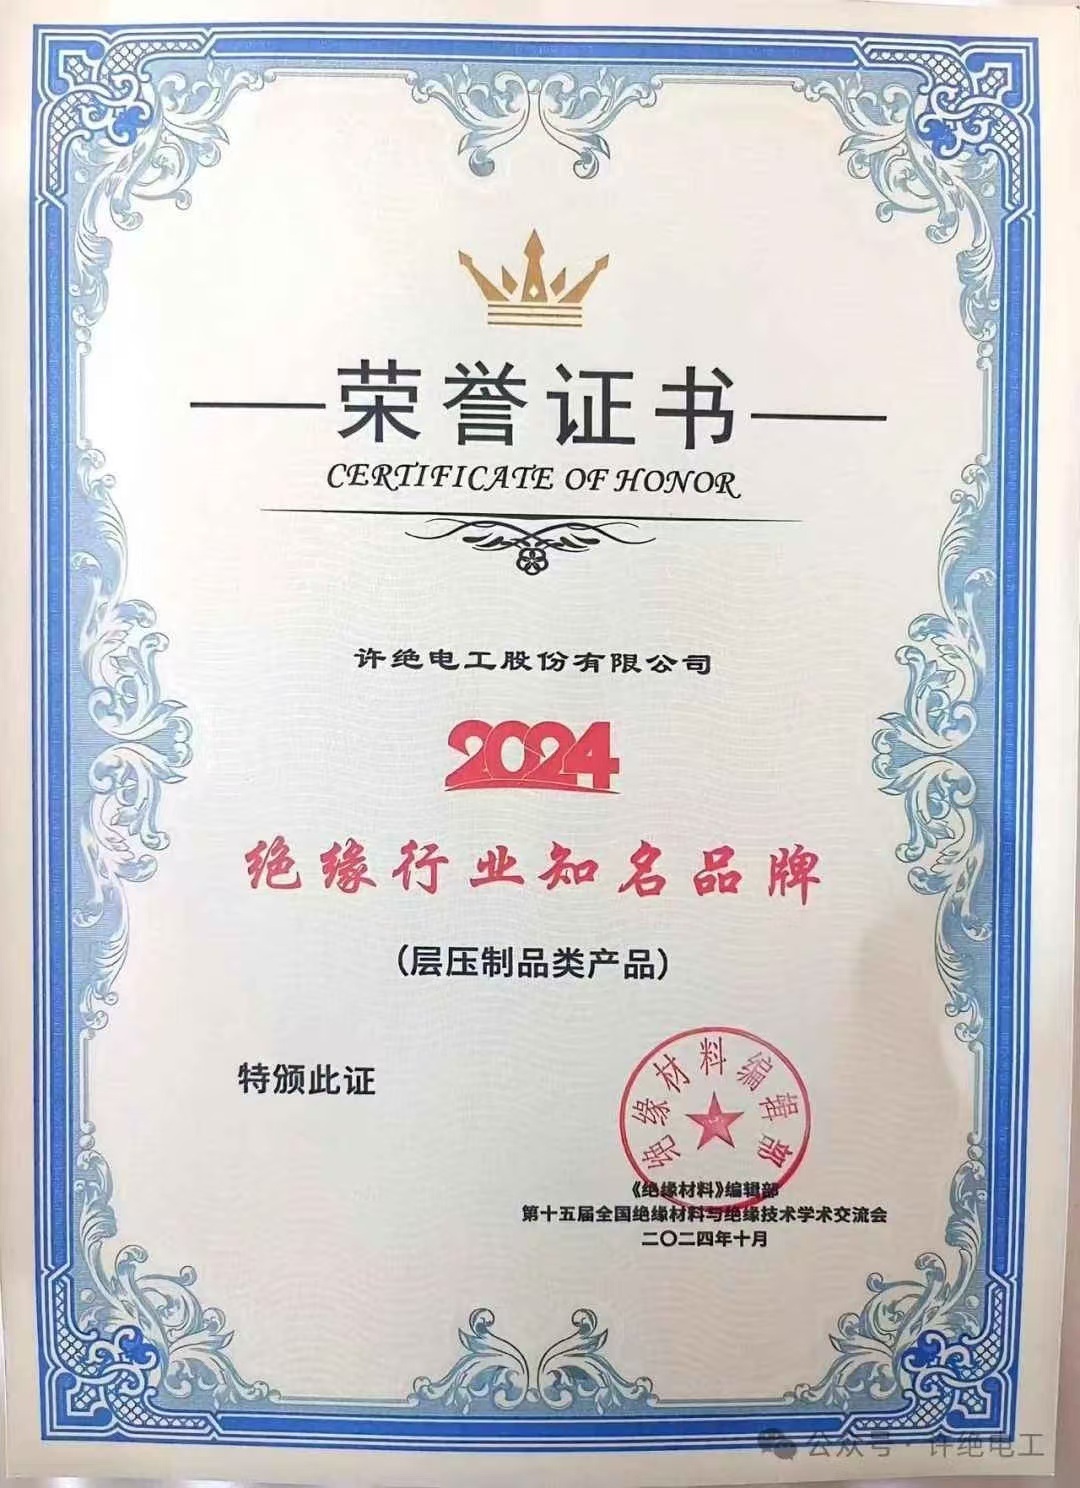 荣誉证书
CERTIFICATE OF HONOR
许绝电工股份有限公司
2024
绝缘行业知名品牌
(层压制品类产品)
特颁此证
绝缘材料编辑部
《绝缘材料》编辑部
第十五届全国绝缘材料与绝缘技术学术交流会
二〇二四年十月
公众号·许绝电工